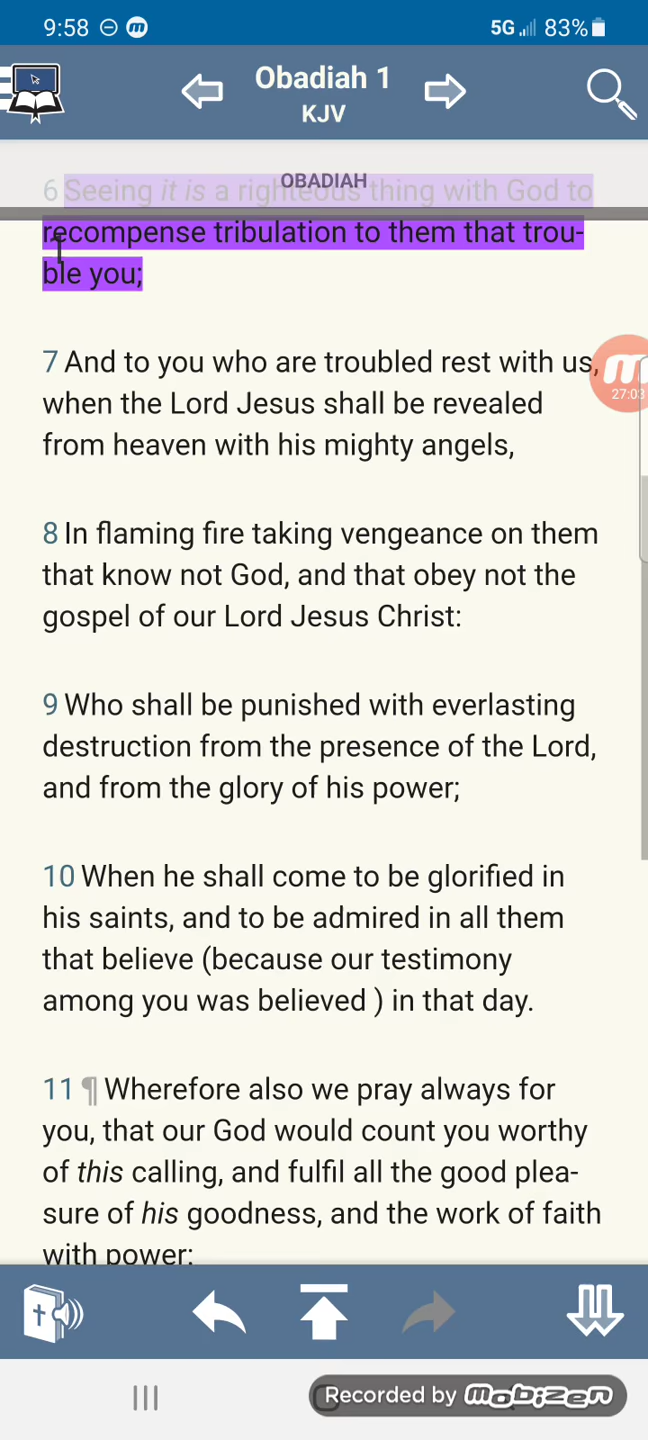 9:58 m 5G 83%
Obadiah 1
KJV
OBADIAH
6 Seeing it is a righteous thing with God to
recompense tribulation to them that trou-
ble you;
7 And to you who are troubled rest with us,
when the Lord Jesus shall be revealed
from heaven with his mighty angels,
m
27:03
8 In flaming fire taking vengeance on them
that know not God, and that obey not the
gospel of our Lord Jesus Christ:
9 Who shall be punished with everlasting
destruction from the presence of the Lord,
and from the glory of his power;
10 When he shall come to be glorified in
his saints, and to be admired in all them
that believe (because our testimony
among you was believed ) in that day.
11 ¶ Wherefore also we pray always for
you, that our God would count you worthy
of this calling, and fulfil all the good plea-
sure of his goodness, and the work of faith
with power:
Recorded by mobizen